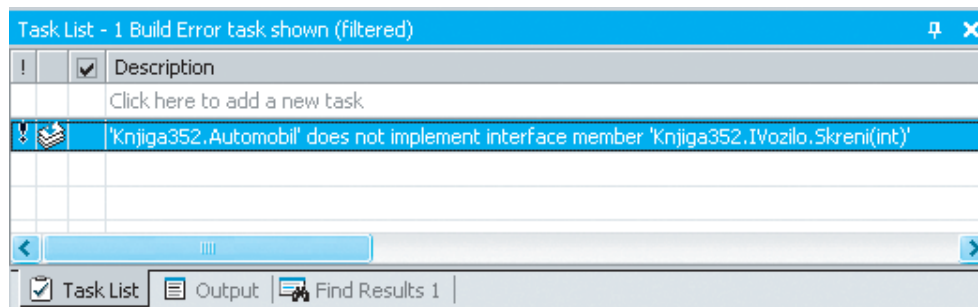 Task List - 1 Build Error task shown (filtered)
! Description
Click here to add a new task
'Knjiga352.Automobil' does not implement interface member 'Knjiga352.IVozilo.Skreni(int)'
Task List Output Find Results 1